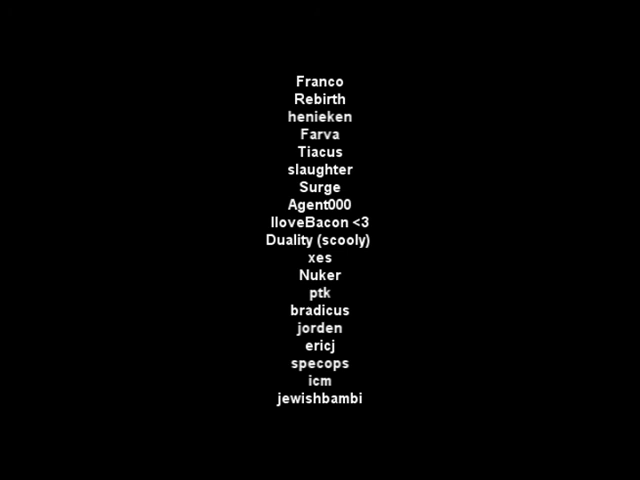 Franco
Rebirth
henieken
Farva
Tiacus
slaughter
Surge
Agent000
IloveBacon <3
Duality (scooly)
xes
Nuker
ptk
bradicus
jorden
ericj
specops
icm
jewishbambi